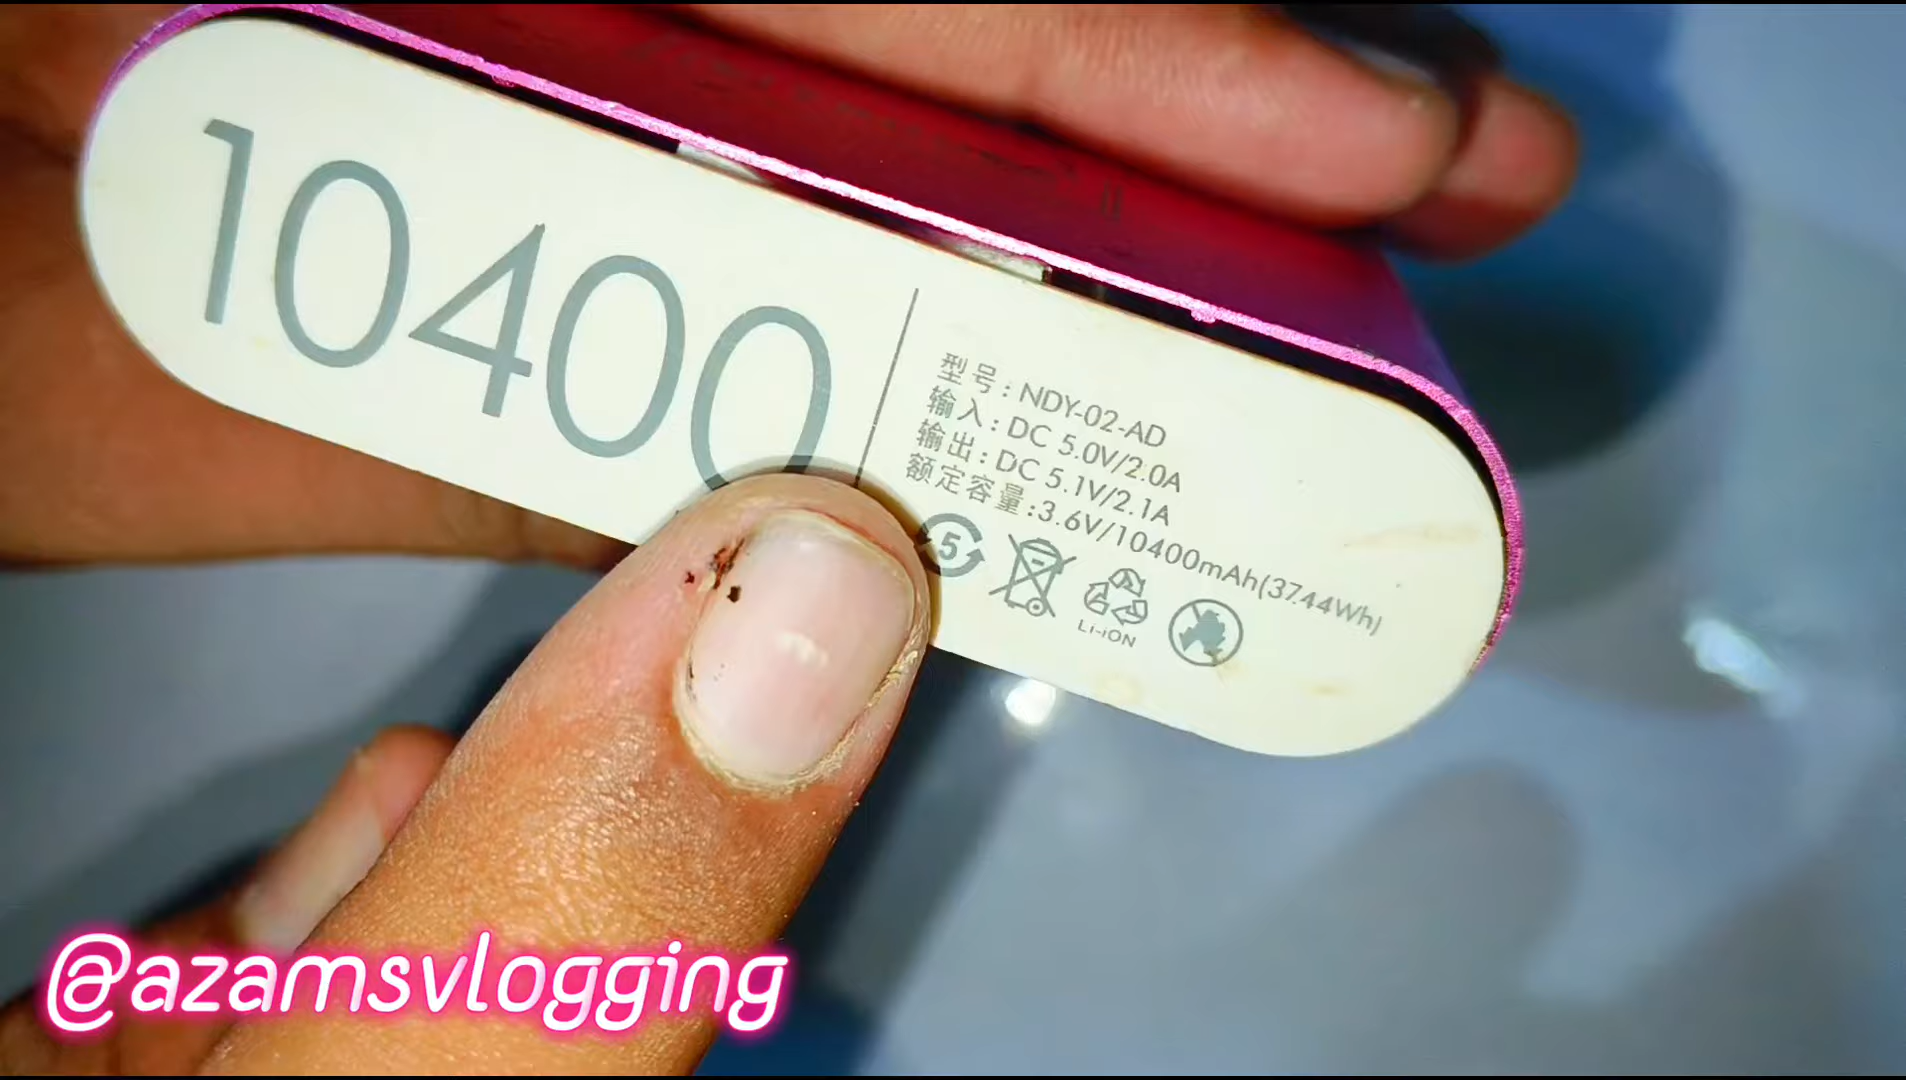 10400
型号：NDY-02-AD
输入：DC 5.0V/2.0A
输出：DC 5.1V/2.1A
额定容量：3.6V/10400mAh(37.44Wh)
5
Li-iON
@azamsvlogging